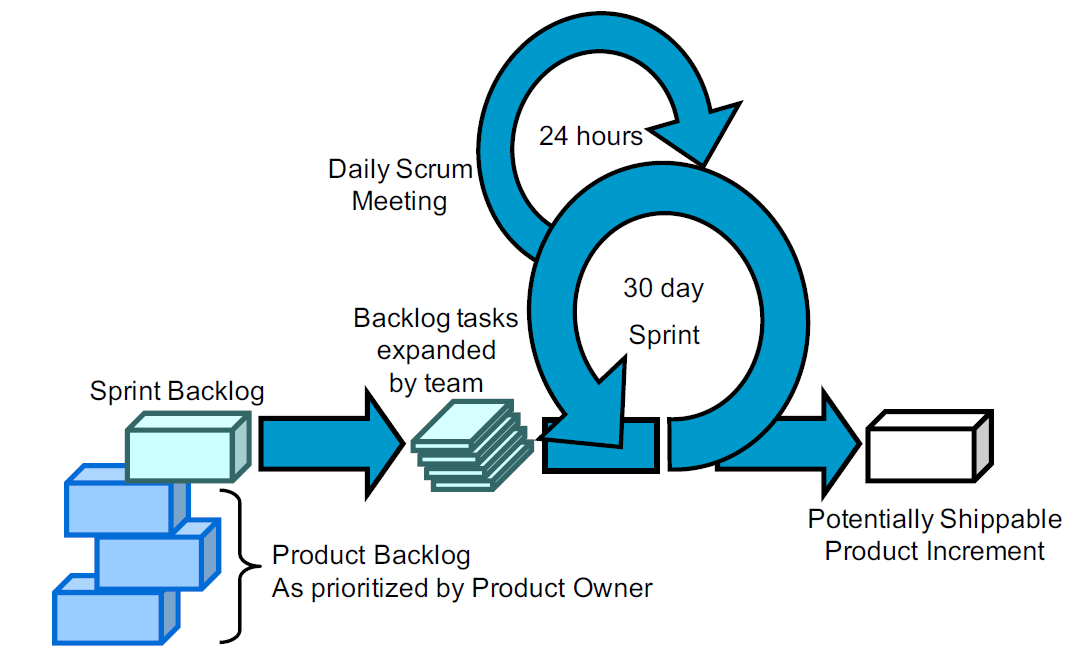 24 hours
Daily Scrum
Meeting
30 day
Sprint
Backlog tasks
expanded
by team
Sprint Backlog
Potentially Shippable
Product Increment
Product Backlog
As prioritized by Product Owner